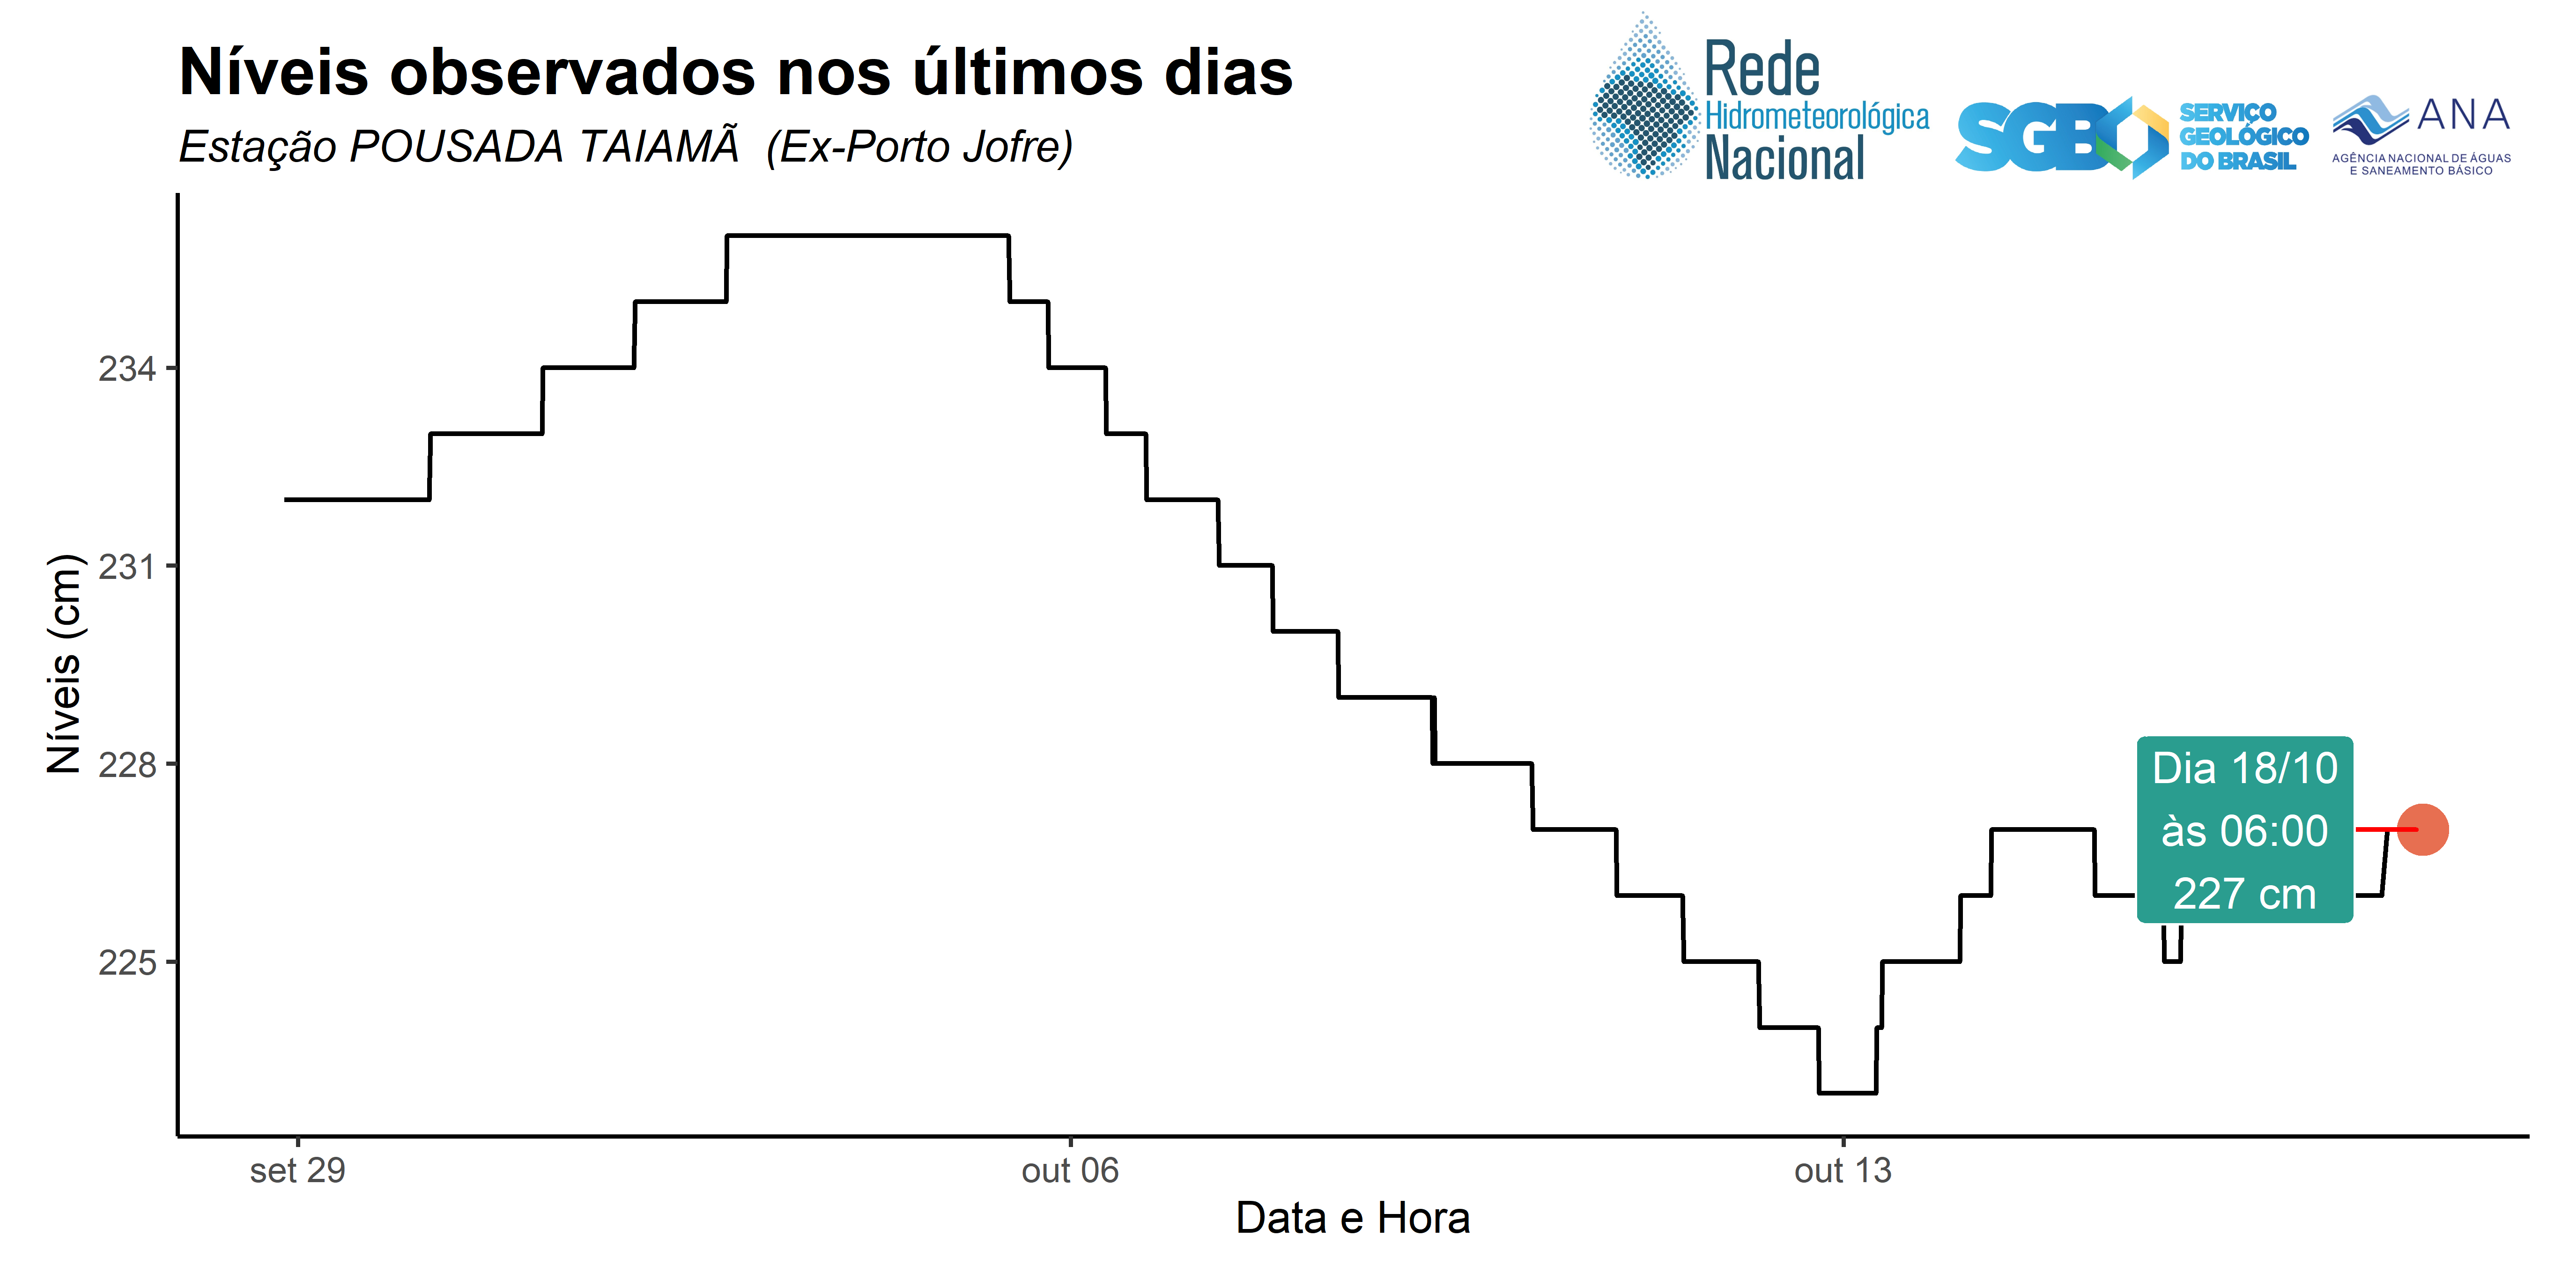 Níveis observados nos últimos dias
Estação POUSADA TAIAMÃ  (Ex-Porto Jofre)
Rede
Hidrometeorológica
Nacional
SGB
SERVIÇO
GEOLÓGICO
DO BRASIL
ANA
AGÊNCIA NACIONAL DE ÁGUAS
E SANEAMENTO BÁSICO
Níveis (cm)
234
231
228
225
Dia 18/10
às 06:00
227 cm
set 29
out 06
out 13
Data e Hora